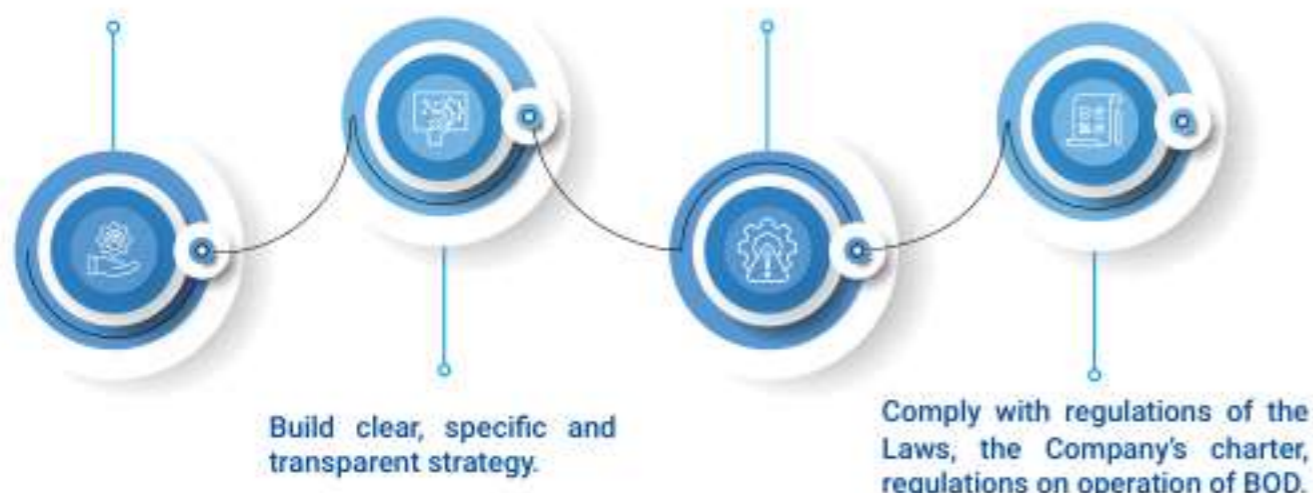 Build clear, specific and
transparent strategy.
Comply with regulations of the
Laws, the Company's charter,
regulations on operation of BOD.